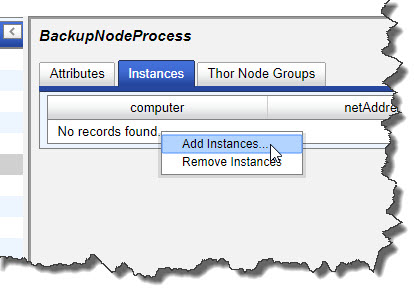 BackupNodeProcess
Attributes Instances Thor Node Groups
computer netAddre
No records found.
Add Instances...
Remove Instances